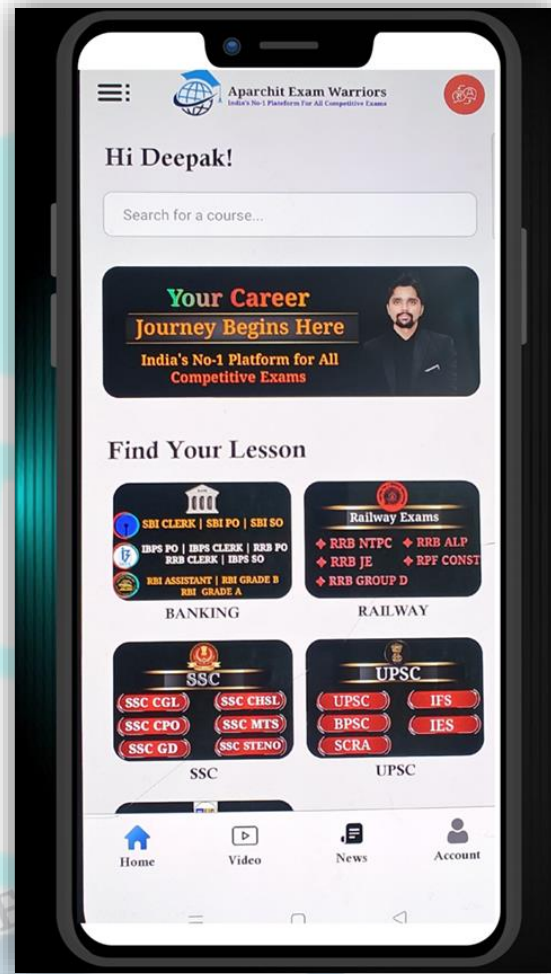 Aparchit Exam Warriors
India's No-1 Plateform For All Competitive Exams
Hi Deepak!
Search for a course...
Your Career
Journey Begins Here
India's No-1 Platform for All
Competitive Exams
Find Your Lesson
BANK
SBI CLERK | SBI PO | SBI SO
IBPS PO | IBPS CLERK | RRB PO
RRB CLERK | IBPS SO
RBI ASSISTANT | RBI GRADE B
RBI GRADE A
BANKING
Railway Exams
RRB NTPC RRB ALP
RRB JE RPF CONST
RRB GROUP D
RAILWAY
SSC
SSC CGL SSC CHSL
SSC CPO SSC MTS
SSC GD SSC STENO
SSC
UPSC
UPSC IFS
BPSC IES
SCRA
UPSC
Home Video News Account